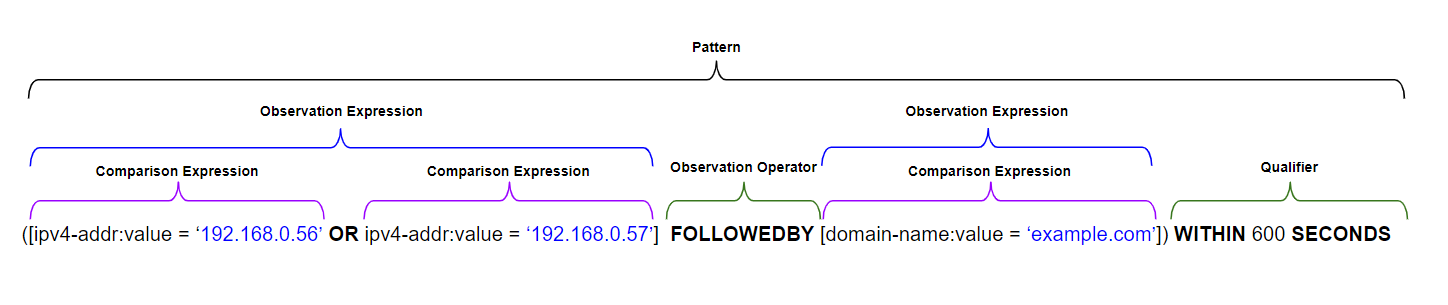 Pattern
Observation Expression Observation Expression
Comparison Expression Comparison Expression Observation Operator Comparison Expression Qualifier
([ipv4-addr:value = ‘192.168.0.56’ OR ipv4-addr:value = ‘192.168.0.57’] FOLLOWEDBY [domain-name:value = ‘example.com’]) WITHIN 600 SECONDS